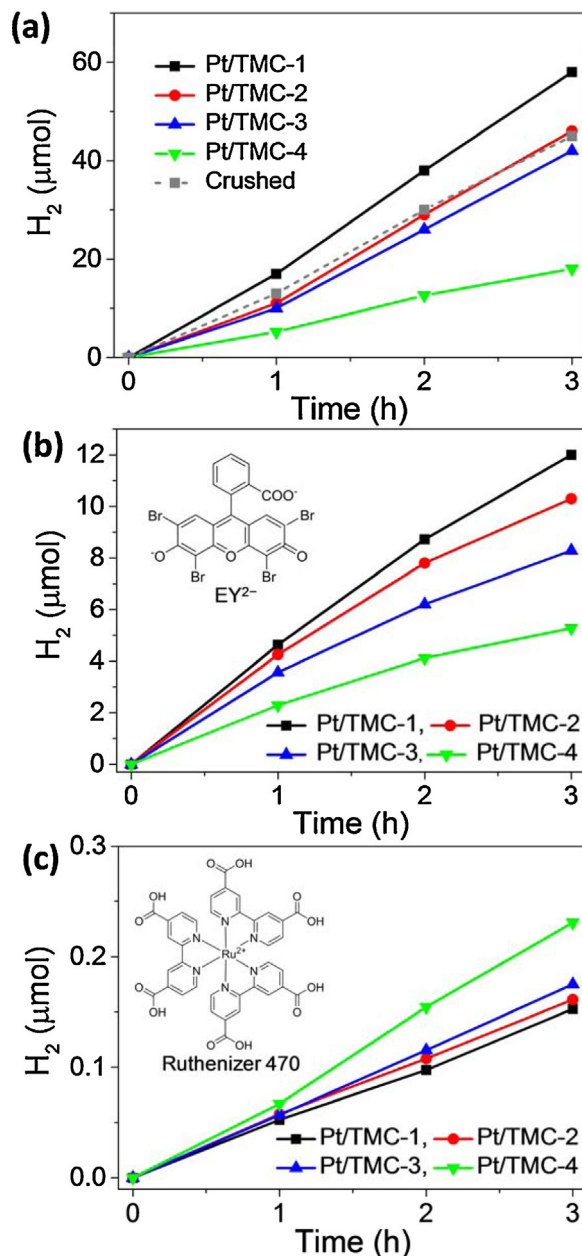 (a)
Pt/TMC-1
Pt/TMC-2
Pt/TMC-3
Pt/TMC-4
Crushed
H₂ (μmol)
60
40
20
0
0 1 2 3
Time (h)
(b)
H₂ (μmol)
12
10
8
6
4
2
0
COO⁻
Br Br
⁻O O O
Br Br
EY²⁻
Pt/TMC-1, Pt/TMC-2
Pt/TMC-3, Pt/TMC-4
0 1 2 3
Time (h)
(c)
H₂ (μmol)
0.3
0.2
0.1
0.0
O OH
OH O
O OH
N N
N Ru²⁺ N
N N
O OH
HO O
O OH
Ruthenizer 470
Pt/TMC-1, Pt/TMC-2
Pt/TMC-3, Pt/TMC-4
0 1 2 3
Time (h)